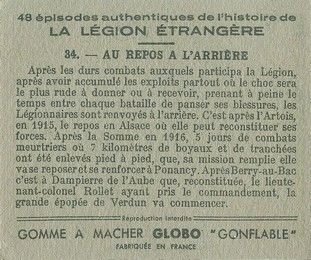 48 épisodes authentiques de l'histoire de
LA LÉGION ÉTRANGÈRE
34. — AU REPOS A L'ARRIÈRE
Après les durs combats auxquels participa la Légion,
après avoir accumulé les exploits partout où le choc sera
le plus rude à donner ou à recevoir, prenant à peine le
temps entre chaque bataille de panser ses blessures, les
Légionnaires sont renvoyés à l'arrière. C'est après l'Artois,
en 1915, le repos en Alsace où elle peut reconstituer ses
forces. Après la Somme en 1916, 5 jours de combats
meurtriers où 7 kilomètres de boyaux et de tranchées
ont été enlevés pied à pied, que, sa mission remplie elle
va se reposer et se renforcer à Ponancy. Après Berry-au-Bac
c'est à Dampierre de l'Aube que, reconstituée, le lieute-
nant-colonel Rollet ayant pris le commandement, la
grande épopée de Verdun va commencer.
Reproduction interdite
GOMME A MACHER GLOBO "GONFLABLE"
FABRIQUÉE EN FRANCE